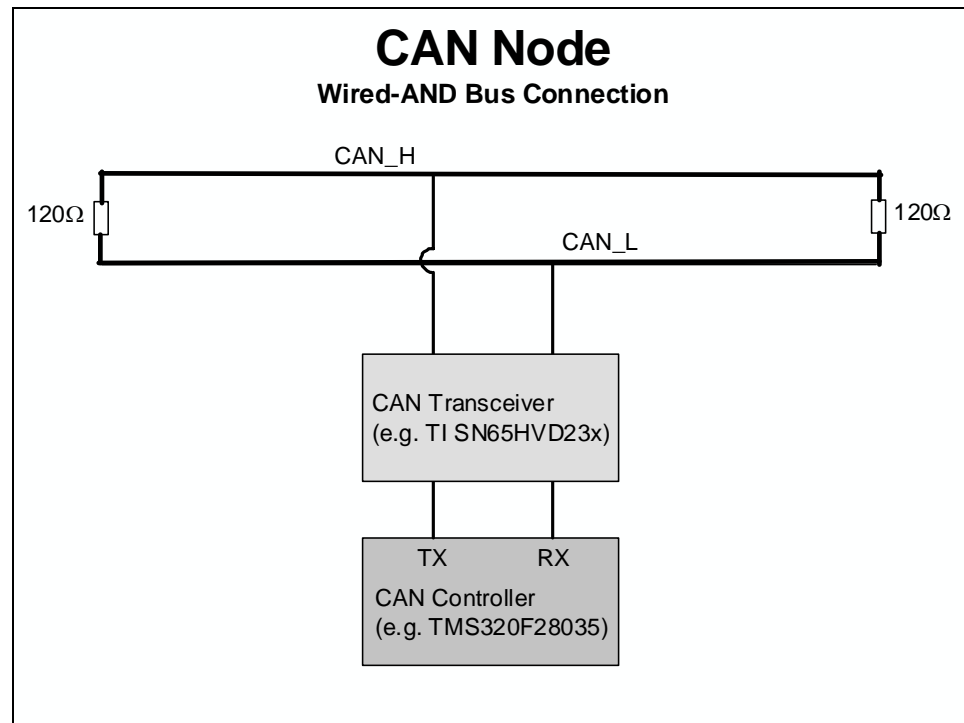 CAN Node
Wired-AND Bus Connection
CAN_H
120Ω
120Ω
CAN_L
CAN Transceiver
(e.g. TI SN65HVD23x)
TX RX
CAN Controller
(e.g. TMS320F28035)